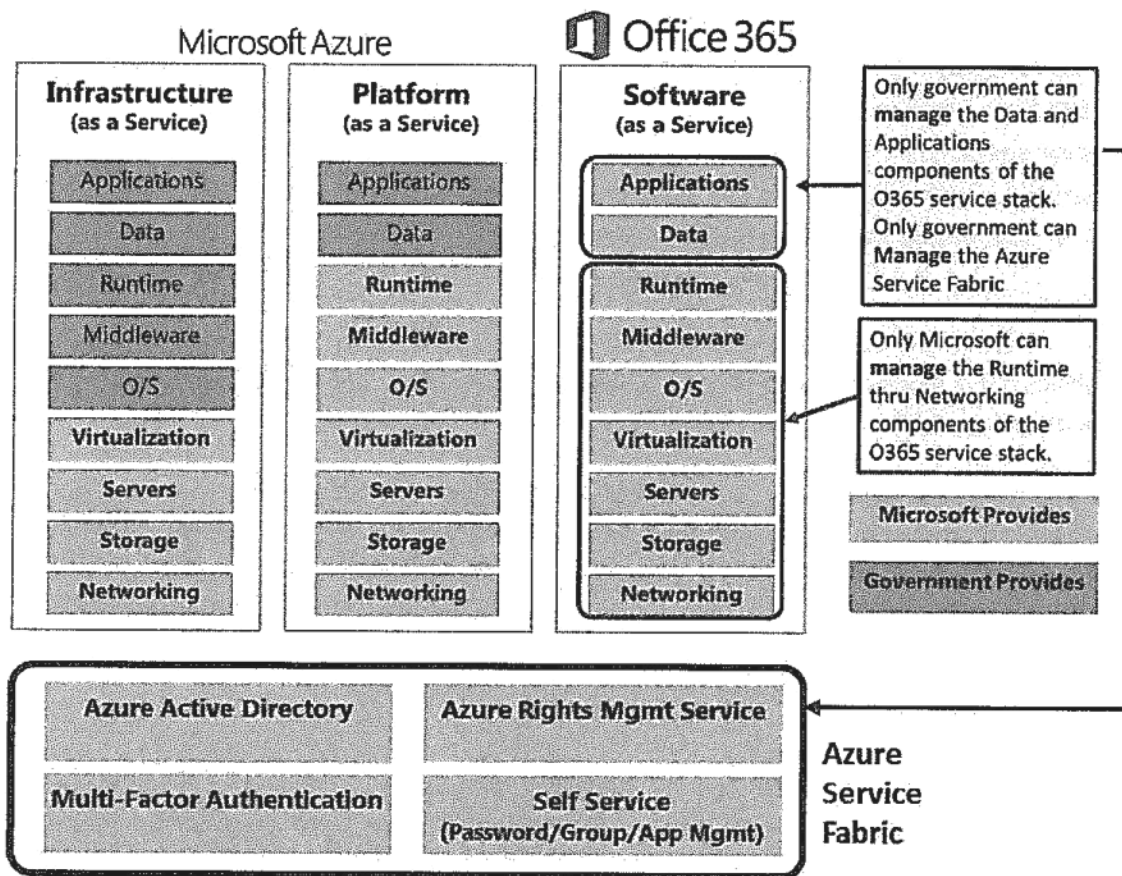 Microsoft Azure
Office 365
Infrastructure
(as a Service)
Applications
Data
Runtime
Middleware
O/S
Virtualization
Servers
Storage
Networking
Platform
(as a Service)
Applications
Data
Runtime
Middleware
O/S
Virtualization
Servers
Storage
Networking
Software
(as a Service)
Applications
Data
Runtime
Middleware
O/S
Virtualization
Servers
Storage
Networking
Only government can
manage the Data and
Applications
components of the
O365 service stack.
Only government can
Manage the Azure
Service Fabric
Only Microsoft can
manage the Runtime
thru Networking
components of the
O365 service stack.
Microsoft Provides
Government Provides
Azure Active Directory
Azure Rights Mgmt Service
Multi-Factor Authentication
Self Service
(Password/Group/App Mgmt)
Azure
Service
Fabric